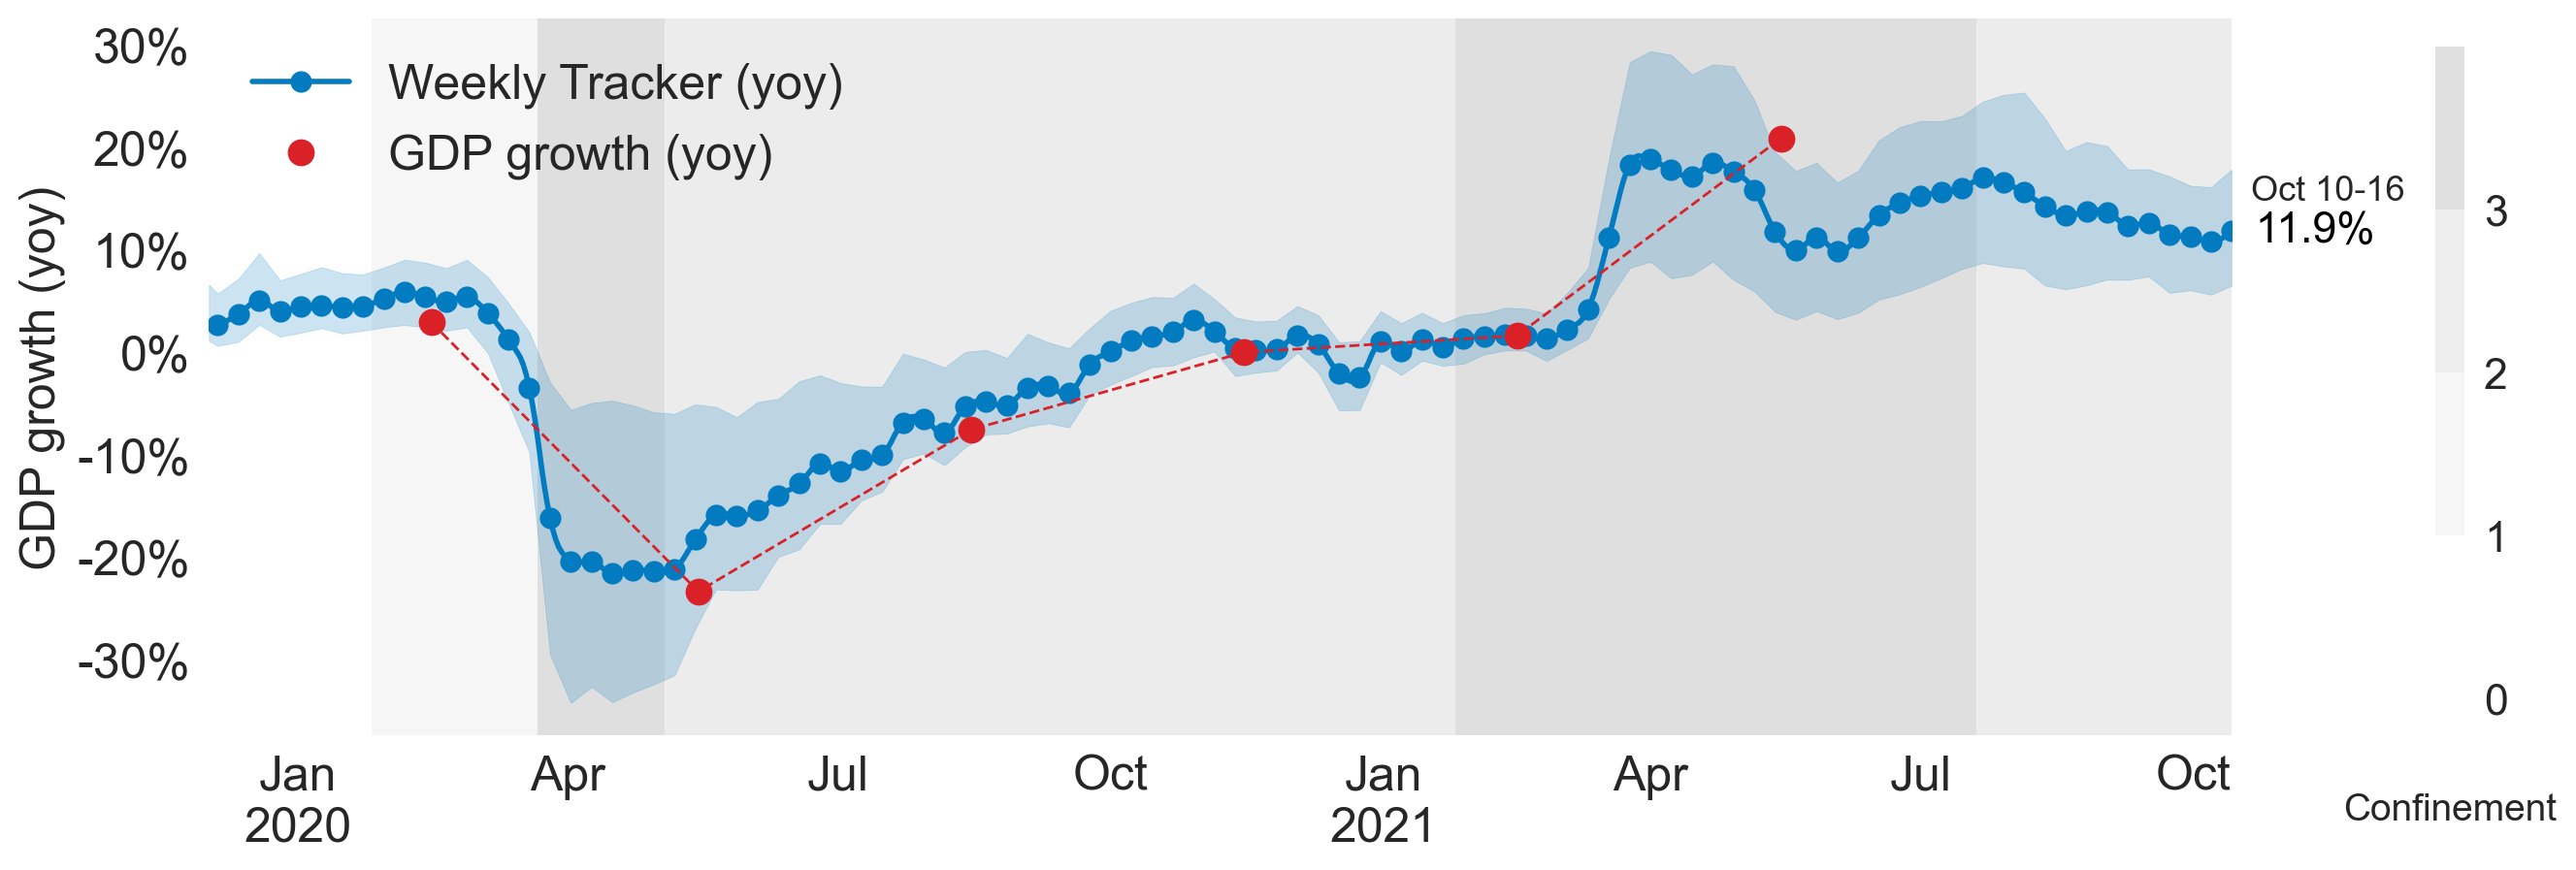 30%
20%
10%
0%
-10%
-20%
-30%
GDP growth (yoy)
Weekly Tracker (yoy)
GDP growth (yoy)
Oct 10-16
11.9%
3
2
1
0
Confinement
Jan Apr Jul Oct Jan Apr Jul Oct
2020 2021